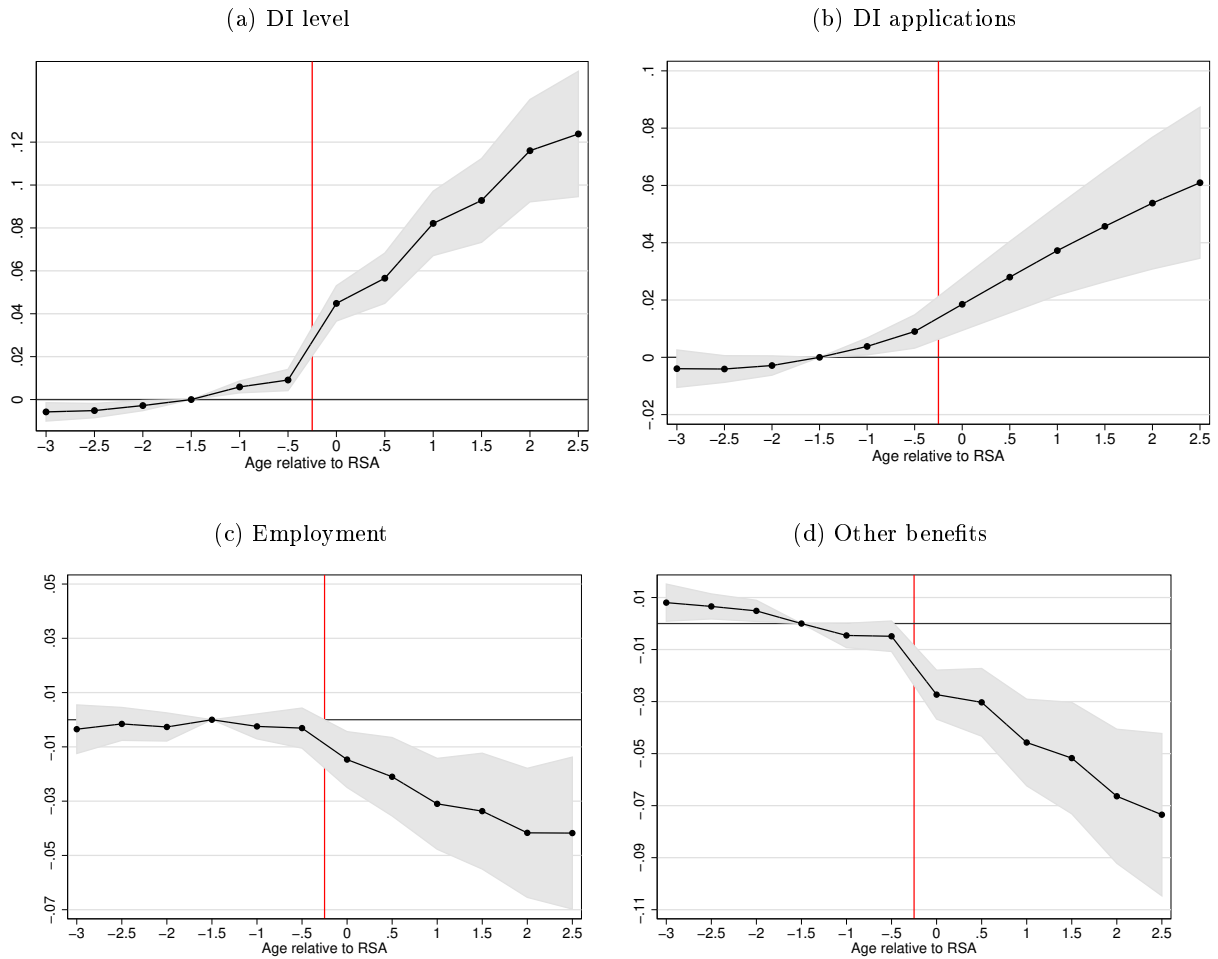 (a) DI level
(b) DI applications
.12
.1
.08
.06
.04
.02
0
−3 −2.5 −2 −1.5 −1 −.5 0 .5 1 1.5 2 2.5
Age relative to RSA
.1
.08
.06
.04
.02
0
−.02
−3 −2.5 −2 −1.5 −1 −.5 0 .5 1 1.5 2 2.5
Age relative to RSA
(c) Employment
(d) Other benefits
.05
.03
.01
−.01
−.03
−.05
−.07
−3 −2.5 −2 −1.5 −1 −.5 0 .5 1 1.5 2 2.5
Age relative to RSA
.01
−.01
−.03
−.05
−.07
−.09
−.11
−3 −2.5 −2 −1.5 −1 −.5 0 .5 1 1.5 2 2.5
Age relative to RSA